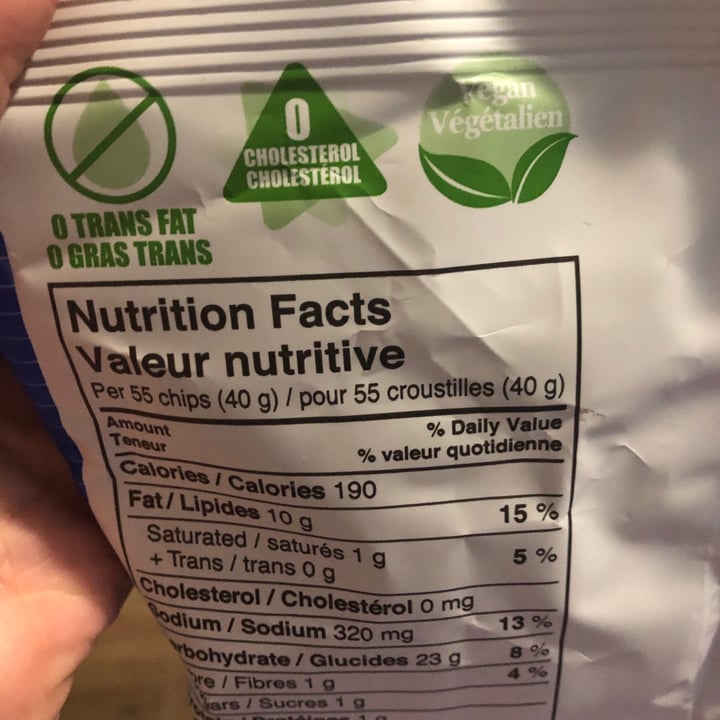 Vegan
Végétalien
0
CHOLESTEROL
CHOLESTÉROL
0 TRANS FAT
0 GRAS TRANS
Nutrition Facts
Valeur nutritive
Per 55 chips (40 g) / pour 55 croustilles (40 g)
Amount
Teneur
% Daily Value
% valeur quotidienne
Calories / Calories 190
Fat / Lipides 10 g 15 %
Saturated / saturés 1 g
+ Trans / trans 0 g 5 %
Cholesterol / Cholestérol 0 mg
Sodium / Sodium 320 mg 13 %
rbohydrate / Glucides 23 g 8 %
re / Fibres 1 g 4 %
ars / Sucres 1 g